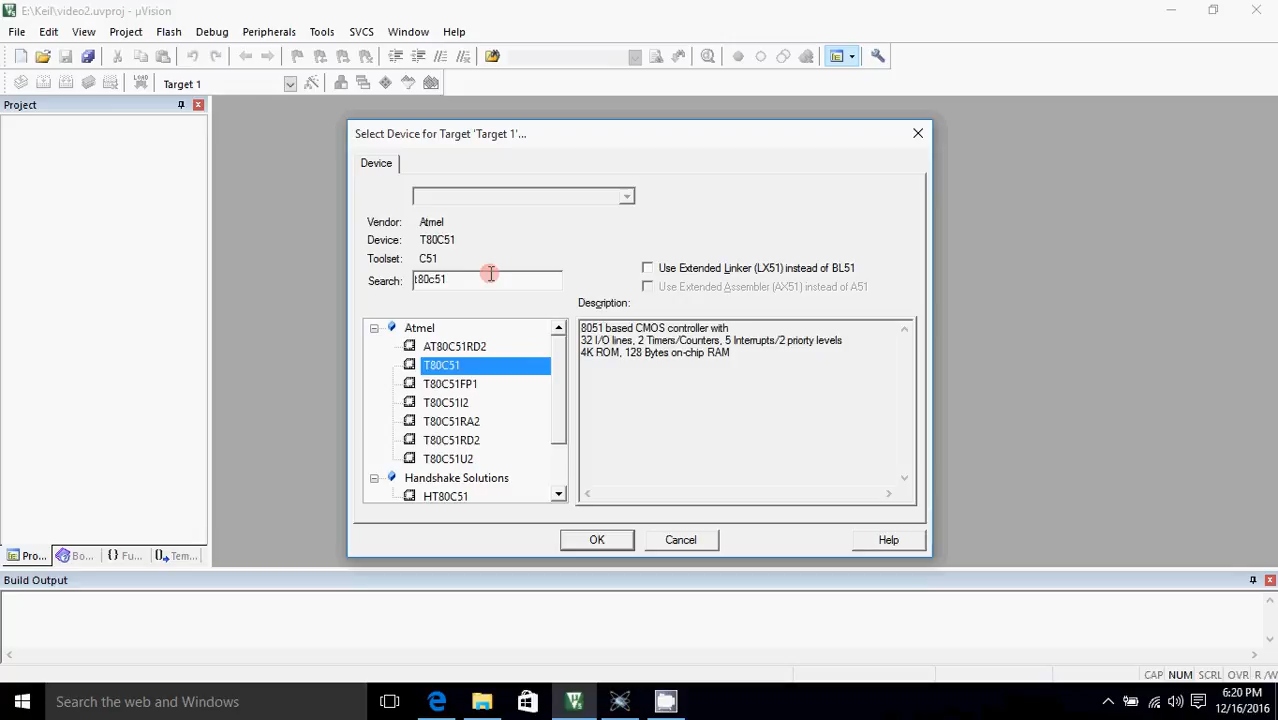 E:\Keil\video2.uvproj - µVision
File Edit View Project Flash Debug Peripherals Tools SVCS Window Help
LOAD Target 1
Project
Select Device for Target 'Target 1'...
Device
Vendor: Atmel
Device: T80C51
Toolset: C51
Search: t80c51
Use Extended Linker (LX51) instead of BL51
Use Extended Assembler (AX51) instead of A51
Description:
Atmel
AT80C51RD2
T80C51
T80C51FP1
T80C51I2
T80C51RA2
T80C51RD2
T80C51U2
Handshake Solutions
HT80C51
8051 based CMOS controller with
32 I/O lines, 2 Timers/Counters, 5 Interrupts/2 priorty levels
4K ROM, 128 Bytes on-chip RAM
OK Cancel Help
Pro... Bo... {} Fu... Tem...
Build Output
CAP NUM SCRL OVR R /W
Search the web and Windows
6:20 PM
12/16/2016